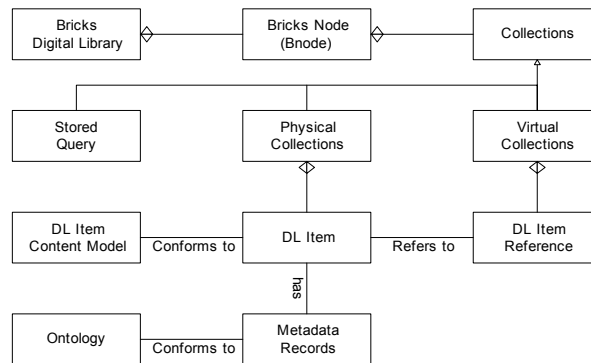 Bricks
Digital Library
Bricks Node
(Bnode)
Collections
Stored
Query
Physical
Collections
Virtual
Collections
DL Item
Content Model
Conforms to
DL Item
Refers to
DL Item
Reference
has
Ontology
Conforms to
Metadata
Records